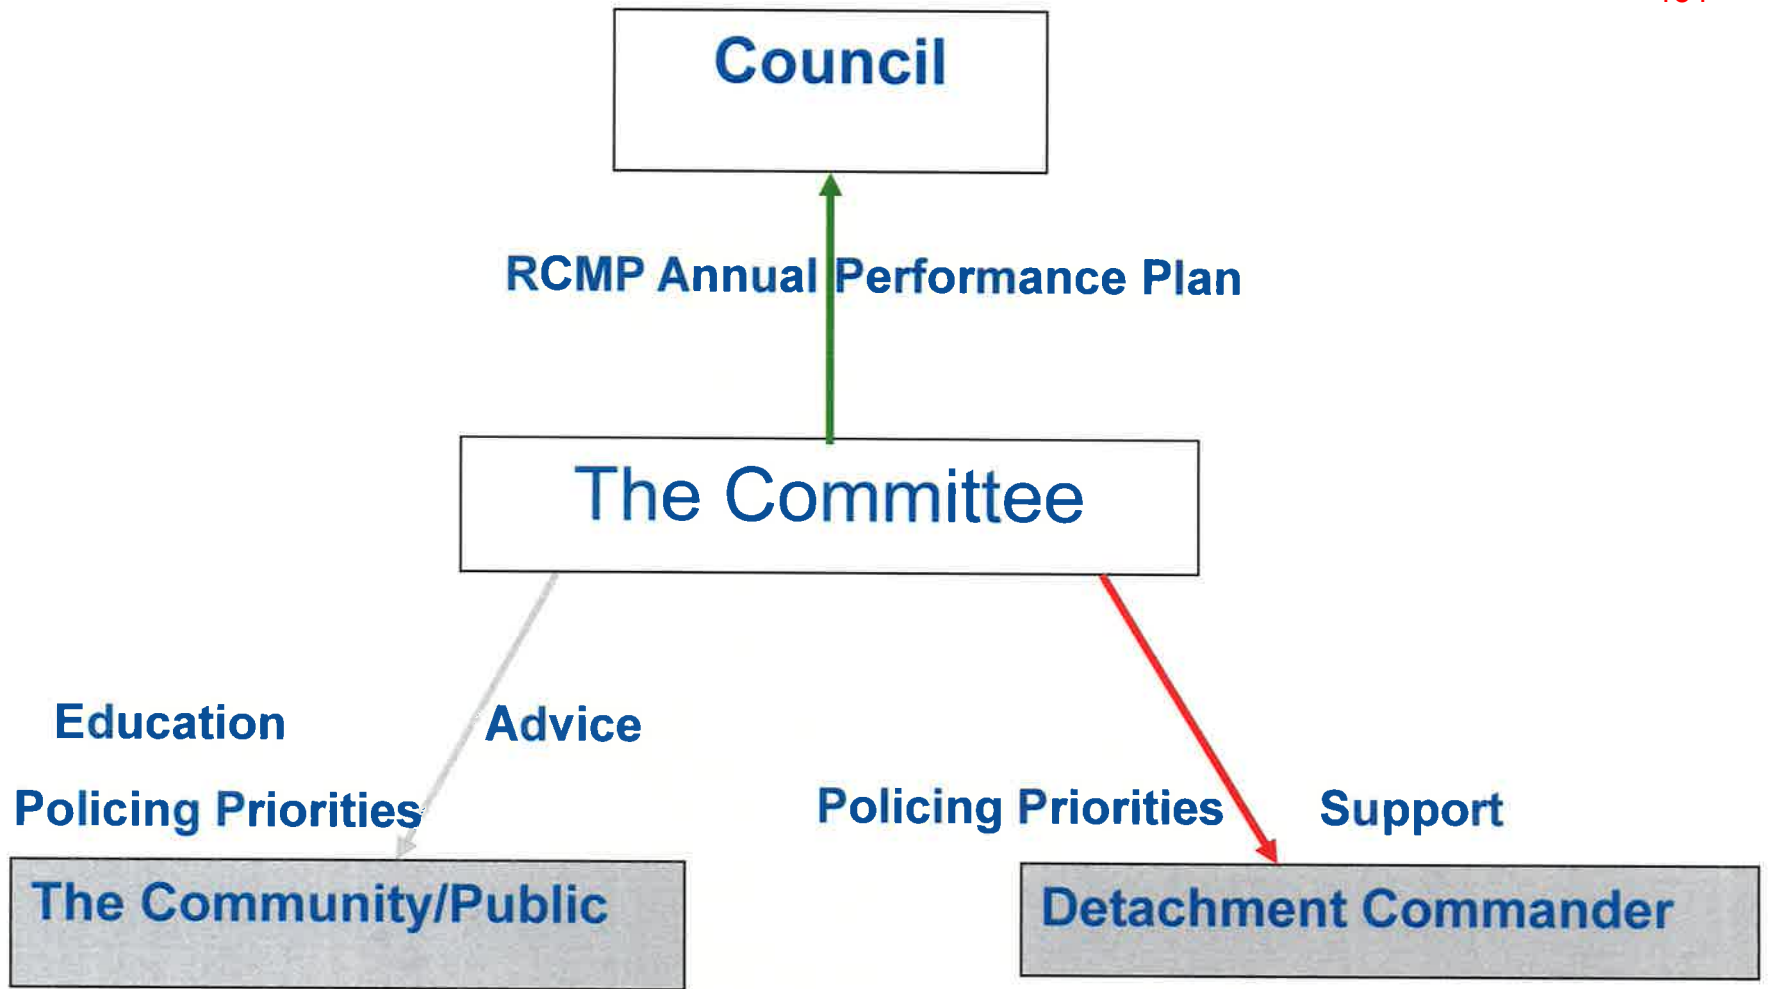 Council
RCMP Annual Performance Plan
The Committee
Education
Advice
Policing Priorities
Policing Priorities
Support
The Community/Public
Detachment Commander